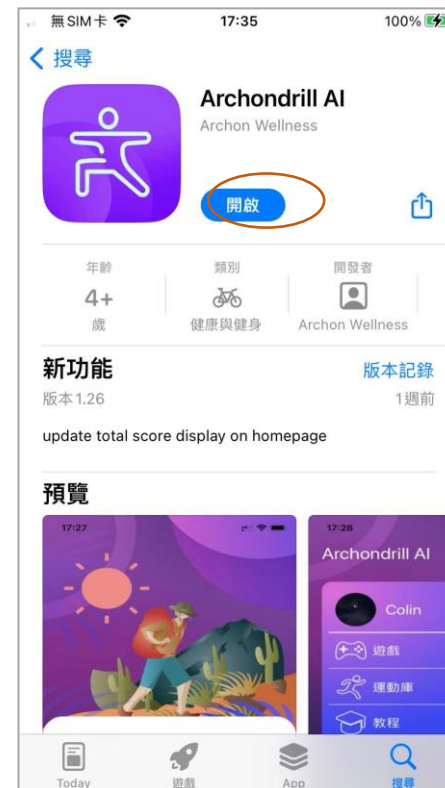 無SIM卡 17:35 100%
搜尋
Archondrill AI
Archon Wellness
開啟
年齡 類別 開發者
4+
歲 健康與健身 Archon Wellness
新功能 版本記錄
版本1.26 1週前
update total score display on homepage
預覽
17:27 17:28
Archondrill AI
Colin
遊戲
運動庫
教程
Today 遊戲 App 搜尋